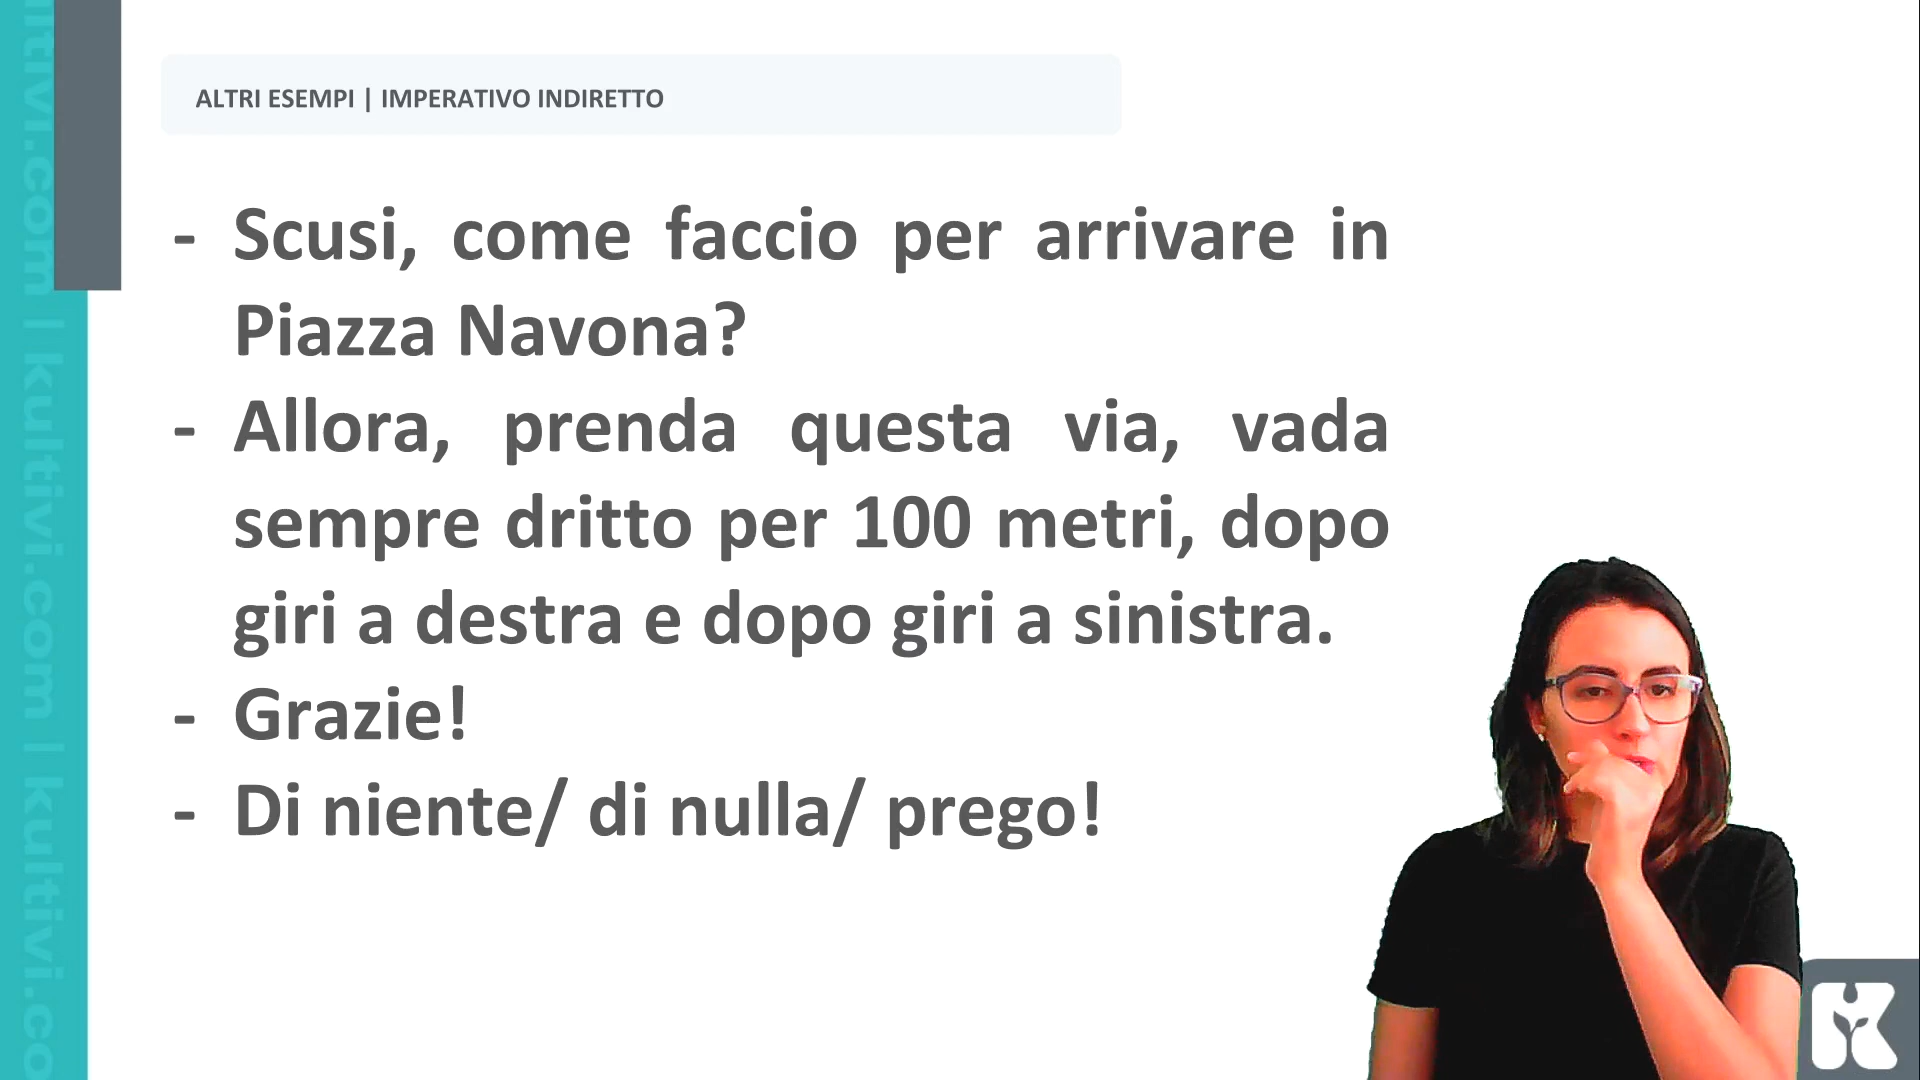 ALTRI ESEMPI | IMPERATIVO INDIRETTO
- Scusi, come faccio per arrivare in
Piazza Navona?
- Allora, prenda questa via, vada
sempre dritto per 100 metri, dopo
giri a destra e dopo giri a sinistra.
- Grazie!
- Di niente/ di nulla/ prego!
ltivi.com | kultivi.com | kultivi.co